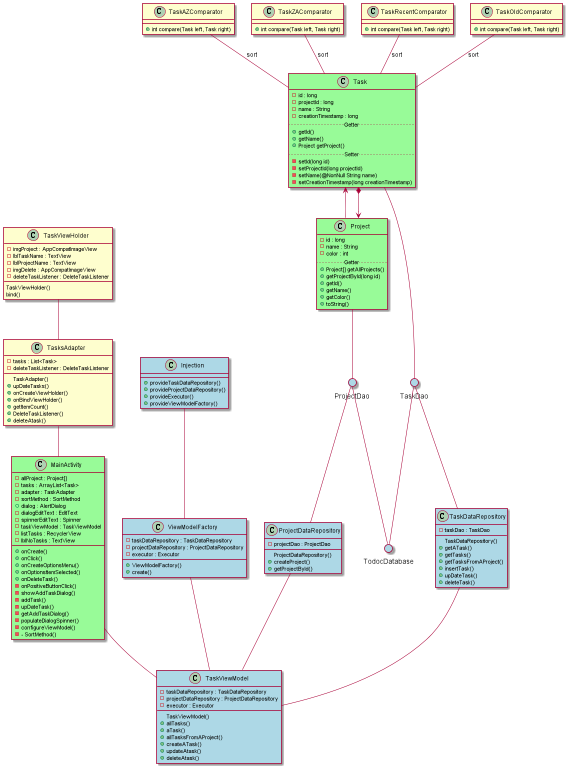 C TaskAZComparator
int compare(Task left, Task right)
C TaskZAComparator
int compare(Task left, Task right)
C TaskRecentComparator
int compare(Task left, Task right)
C TaskOldComparator
int compare(Task left, Task right)
sort
sort
sort
sort
C Task
id : long
projectId : long
name : String
creationTimestamp : long
Getter
getId()
getName()
Project getProject()
Setter
setId(long id)
setProjectId(long projectId)
setName(@NonNull String name)
setCreationTimestamp(long creationTimestamp)
C Project
id : long
name : String
color : int
Getter
Project[] getAllProjects()
getProjectById(long id)
getId()
getName()
getColor()
toString()
C TaskViewHolder
imgProject : AppCompatImageView
lblTaskName : TextView
lblProjectName : TextView
imgDelete : AppCompatImageView
deleteTaskListener : DeleteTaskListener
TaskViewHolder()
bind()
C TasksAdapter
tasks : List<Task>
deleteTaskListener : DeleteTaskListener
TaskAdapter()
upDateTasks()
onCreateViewHolder()
onBindViewHolder()
getItemCount()
DeleteTaskListener()
deleteAtask()
C Injection
provideTaskDataRepository()
provideProjectDataRepository()
provideExecutor()
provideViewModelFactory()
ProjectDao
TaskDao
C MainActivity
allProject : Project[]
tasks : ArrayList<Task>
adapter : TaskAdapter
sortMethod : SortMethod
dialog : AlertDialog
dialogEditText : EditText
spinnerEditText : Spinner
taskViewModel : TaskViewModel
listTasks : RecyclerView
lblNoTasks : TextView
onCreate()
onClick()
onCreateOptionsMenu()
onOptionsItemSelected()
onDeleteTask()
onPositiveButtonClick()
showAddTaskDialog()
addTask()
upDateTask()
getAddTaskDialog()
populateDialogSpinner()
configureViewModel()
- SortMethod()
C ViewModelFactory
taskDataRepository : TaskDataRepository
projectDataRepository : ProjectDataRepository
executor : Executor
ViewModelFactory()
create()
C ProjectDataRepository
projectDao : ProjectDao
ProjectDataRepository()
createProject()
getProjectById()
TodocDatabase
C TaskDataRepository
taskDao : TaskDao
TaskDataRepository()
getATask()
getTasks()
getTasksFromAProject()
insertTask()
upDateTask()
deleteTask()
C TaskViewModel
taskDataRepository : TaskDataRepository
projectDataRepository : ProjectDataRepository
executor : Executor
TaskViewModel()
allTasks()
aTask()
allTasksFromAProject()
createATask()
updateAtask()
deleteAtask()